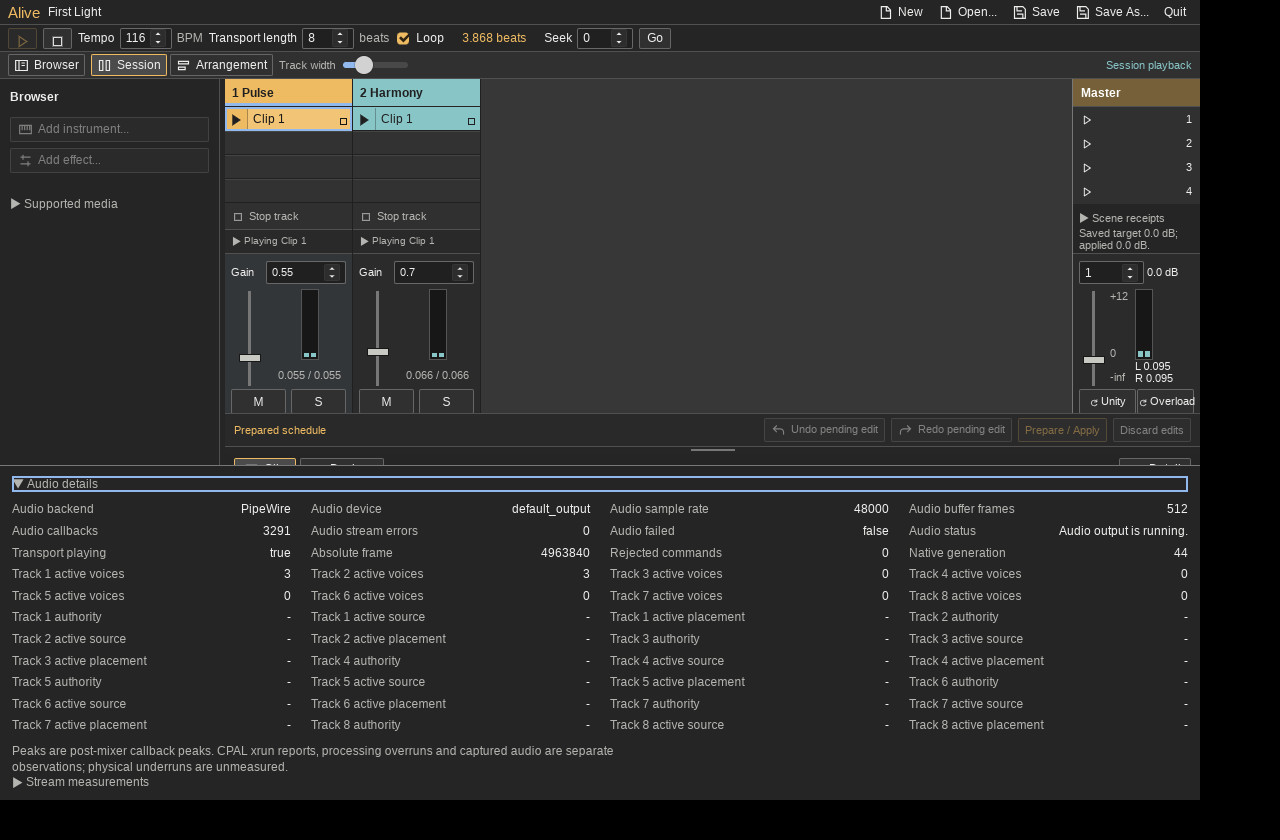 Alive First Light New Open... Save Save As... Quit
Tempo 116 BPM Transport length 8 beats Loop 3.868 beats Seek 0 Go
Browser Session Arrangement Track width Session playback
Browser
Add instrument...
Add effect...
Supported media
1 Pulse 2 Harmony Master
Clip 1 Clip 1 1
2
3
4
Stop track Stop track Scene receipts
Playing Clip 1 Playing Clip 1 Saved target 0.0 dB;
applied 0.0 dB.
Gain 0.55 Gain 0.7 1 0.0 dB
+12
0
-inf
0.055 / 0.055 0.066 / 0.066 L 0.095
R 0.095
M S M S Unity Overload
Prepared schedule Undo pending edit Redo pending edit Prepare / Apply Discard edits
Audio details
Audio backend PipeWire Audio device default_output Audio sample rate 48000 Audio buffer frames 512
Audio callbacks 3291 Audio stream errors 0 Audio failed false Audio status Audio output is running.
Transport playing true Absolute frame 4963840 Rejected commands 0 Native generation 44
Track 1 active voices 3 Track 2 active voices 3 Track 3 active voices 0 Track 4 active voices 0
Track 5 active voices 0 Track 6 active voices 0 Track 7 active voices 0 Track 8 active voices 0
Track 1 authority - Track 1 active source - Track 1 active placement - Track 2 authority -
Track 2 active source - Track 2 active placement - Track 3 authority - Track 3 active source -
Track 3 active placement - Track 4 authority - Track 4 active source - Track 4 active placement -
Track 5 authority - Track 5 active source - Track 5 active placement - Track 6 authority -
Track 6 active source - Track 6 active placement - Track 7 authority - Track 7 active source -
Track 7 active placement - Track 8 authority - Track 8 active source - Track 8 active placement -
Peaks are post-mixer callback peaks. CPAL xrun reports, processing overruns and captured audio are separate
observations; physical underruns are unmeasured.
Stream measurements